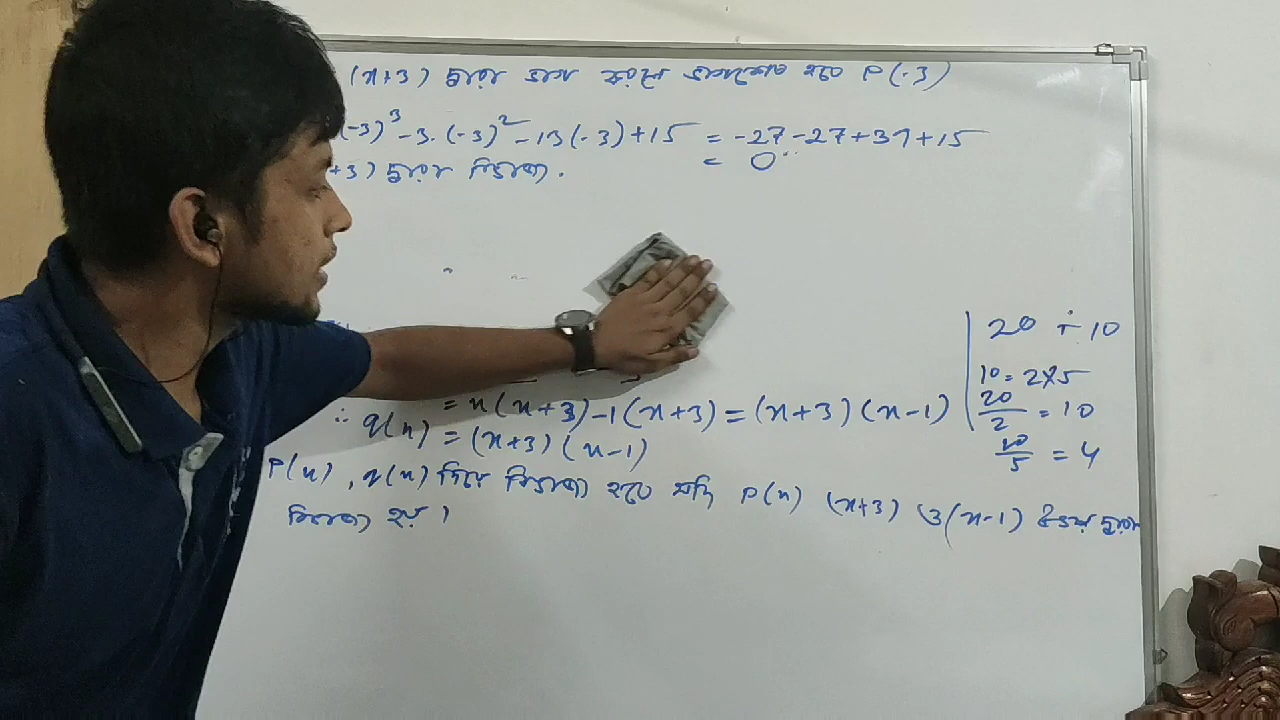 (x+3) দ্বারা ভাগ করলে ভাগশেষ হবে P(-3)
(-3)³ - 3.(-3)² - 13(-3) + 15 = -27 - 27 + 39 + 15
= 0
+3) দ্বারা বিভাজ্য.
= x(x+3) - 1(x+3) = (x+3)(x-1)
∴ q(x) = (x+3)(x-1)
P(x), q(x) দিয়ে বিভাজ্য হবে যদি P(x) (x+3) ও (x-1) উভয় দ্বারা
বিভাজ্য হয়।
20 ÷ 10
10 = 2×5
20/2 = 10
20/5 = 4